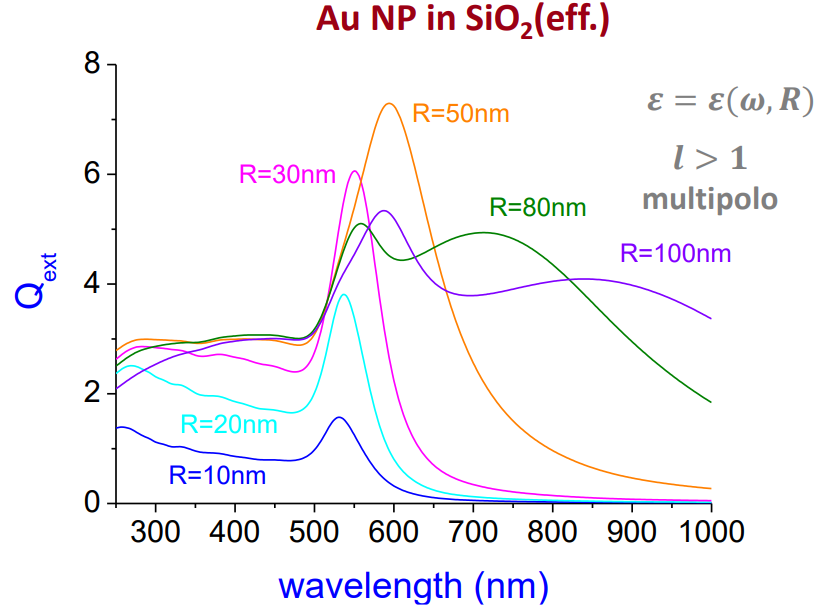 Au NP in SiO₂(eff.)
8
6
4
2
0
Qext
R=50nm
R=30nm
R=80nm
R=100nm
R=20nm
R=10nm
ε = ε(ω, R)
l > 1
multipolo
300 400 500 600 700 800 900 1000
wavelength (nm)